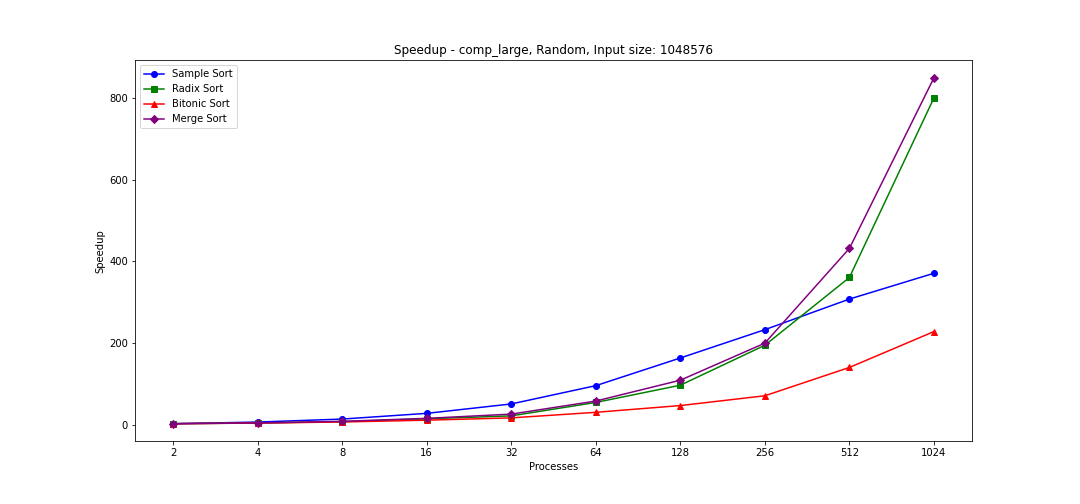 Speedup - comp_large, Random, Input size: 1048576
Sample Sort
Radix Sort
Bitonic Sort
Merge Sort
Speedup
800
600
400
200
0
2 4 8 16 32 64 128 256 512 1024
Processes